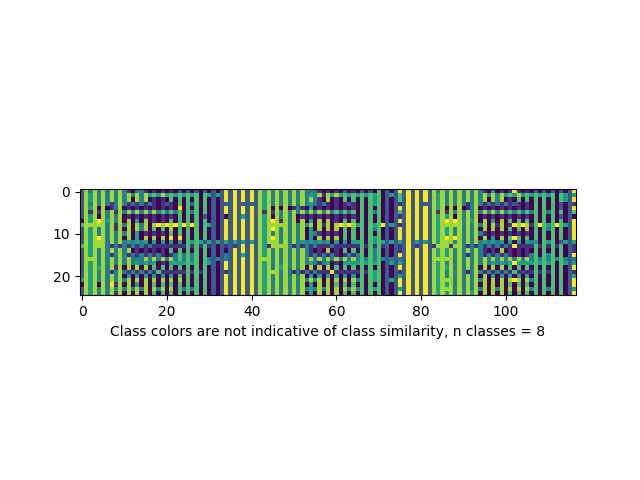 0
10
20
0 20 40 60 80 100
Class colors are not indicative of class similarity, n classes = 8